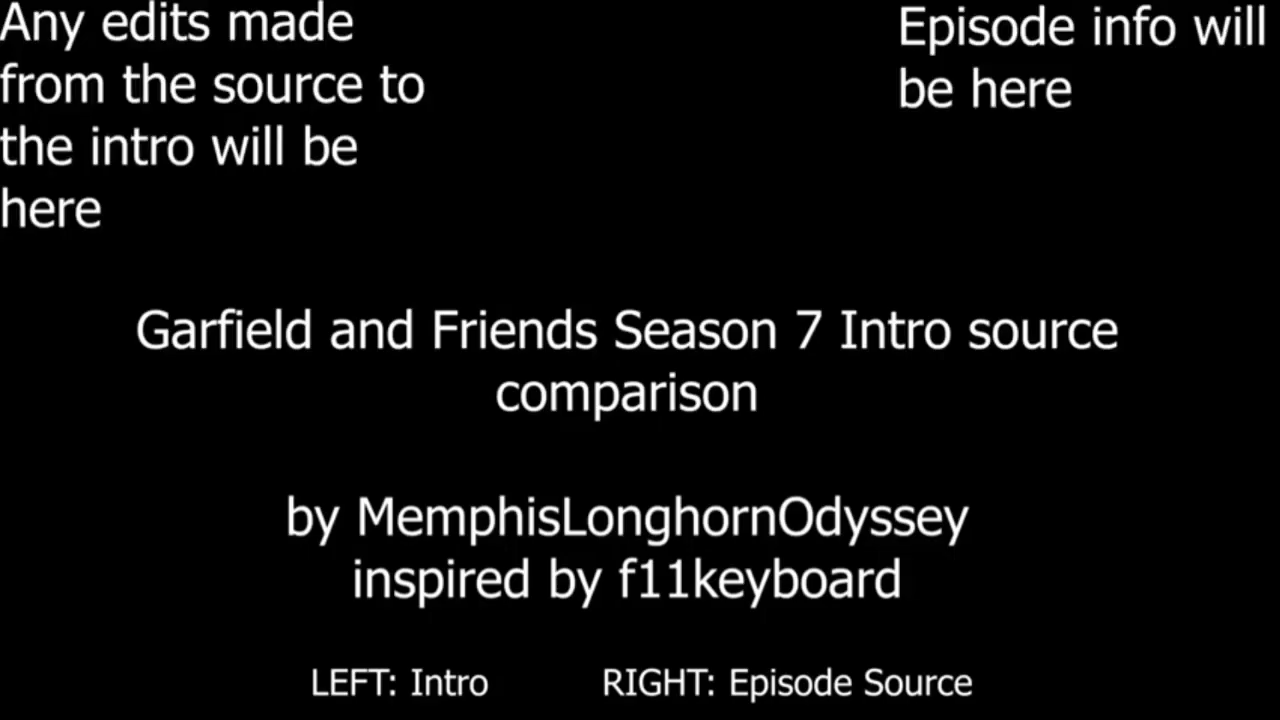 Any edits made
from the source to
the intro will be
here
Episode info will
be here
Garfield and Friends Season 7 Intro source
comparison
by MemphisLonghornOdyssey
inspired by f11keyboard
LEFT: Intro
RIGHT: Episode Source